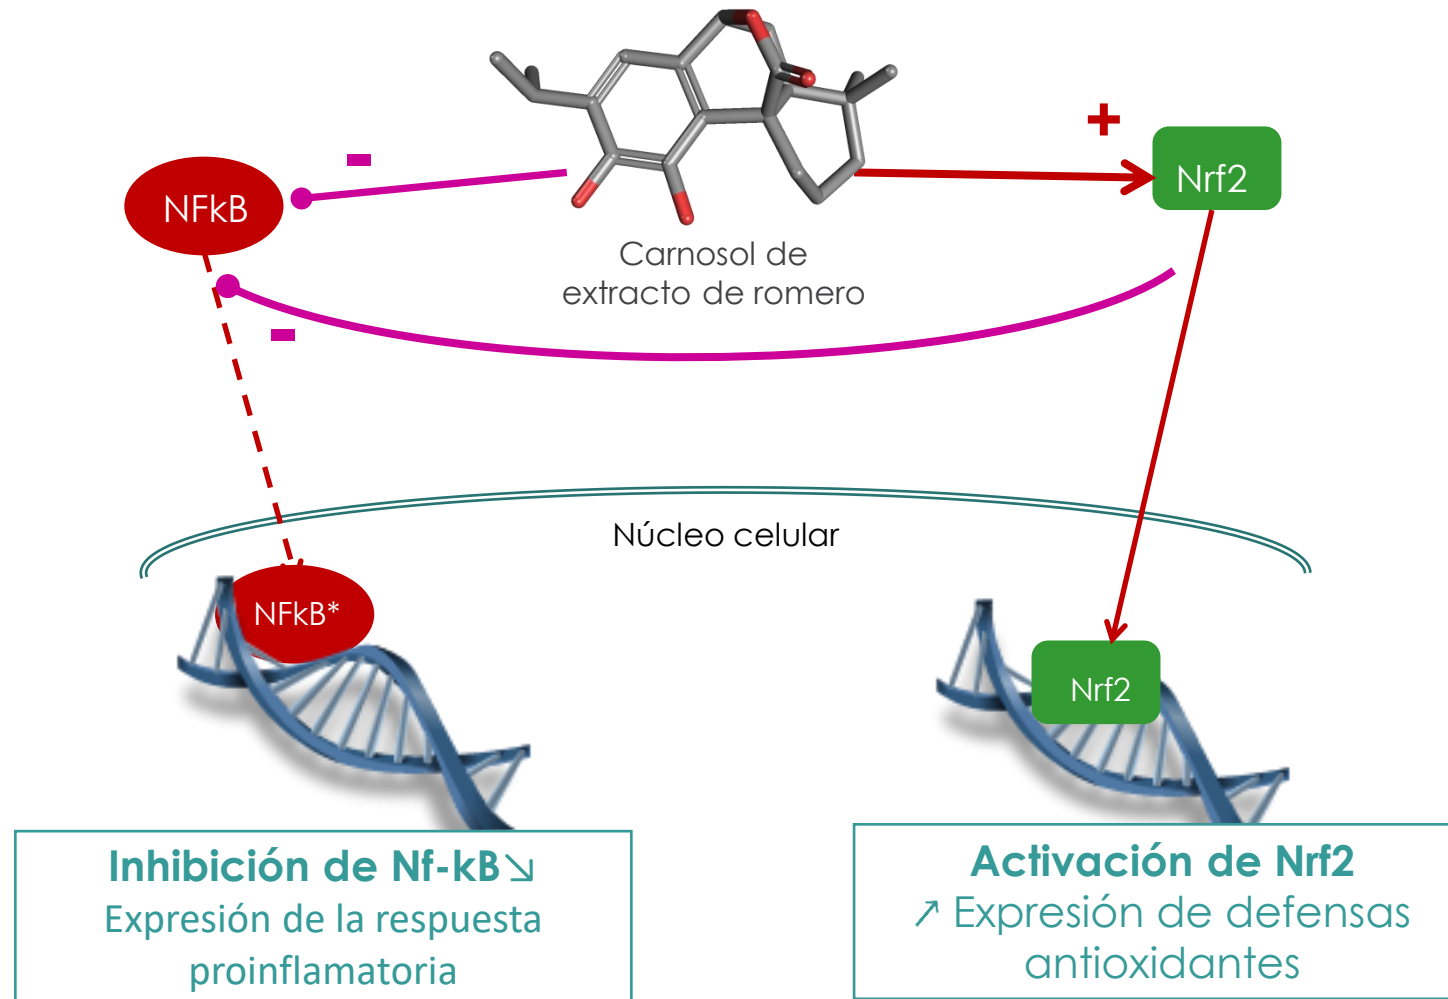 +
-
NFkB
Nrf2
Carnosol de
extracto de romero
-
Núcleo celular
NFkB*
Nrf2
Inhibición de Nf-kB↘
Expresión de la respuesta
proinflamatoria
Activación de Nrf2
↗ Expresión de defensas
antioxidantes